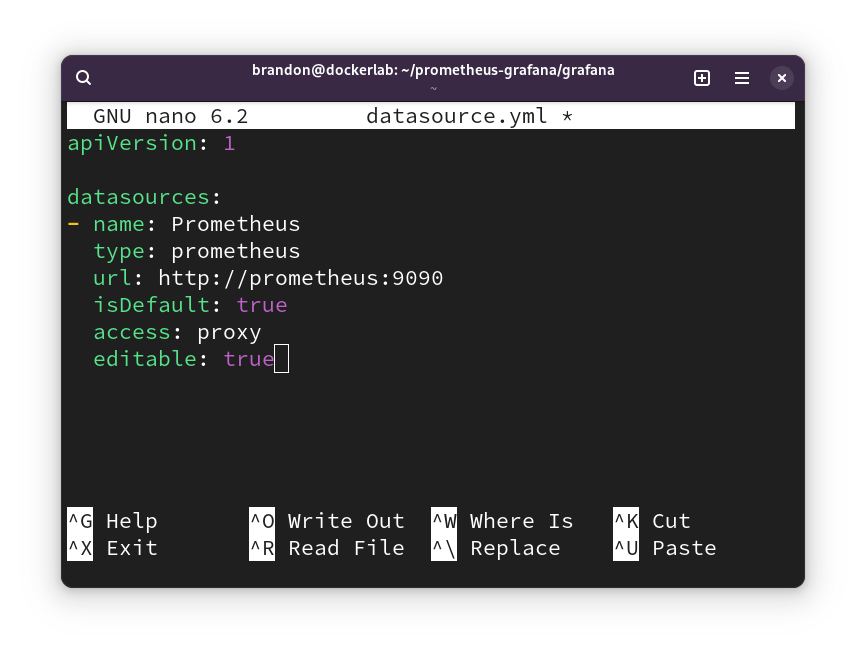 brandon@dockerlab: ~/prometheus-grafana/grafana
~
GNU nano 6.2 datasource.yml *
apiVersion: 1
datasources:
- name: Prometheus
  type: prometheus
  url: http://prometheus:9090
  isDefault: true
  access: proxy
  editable: true
^G Help ^O Write Out ^W Where Is ^K Cut
^X Exit ^R Read File ^\ Replace ^U Paste